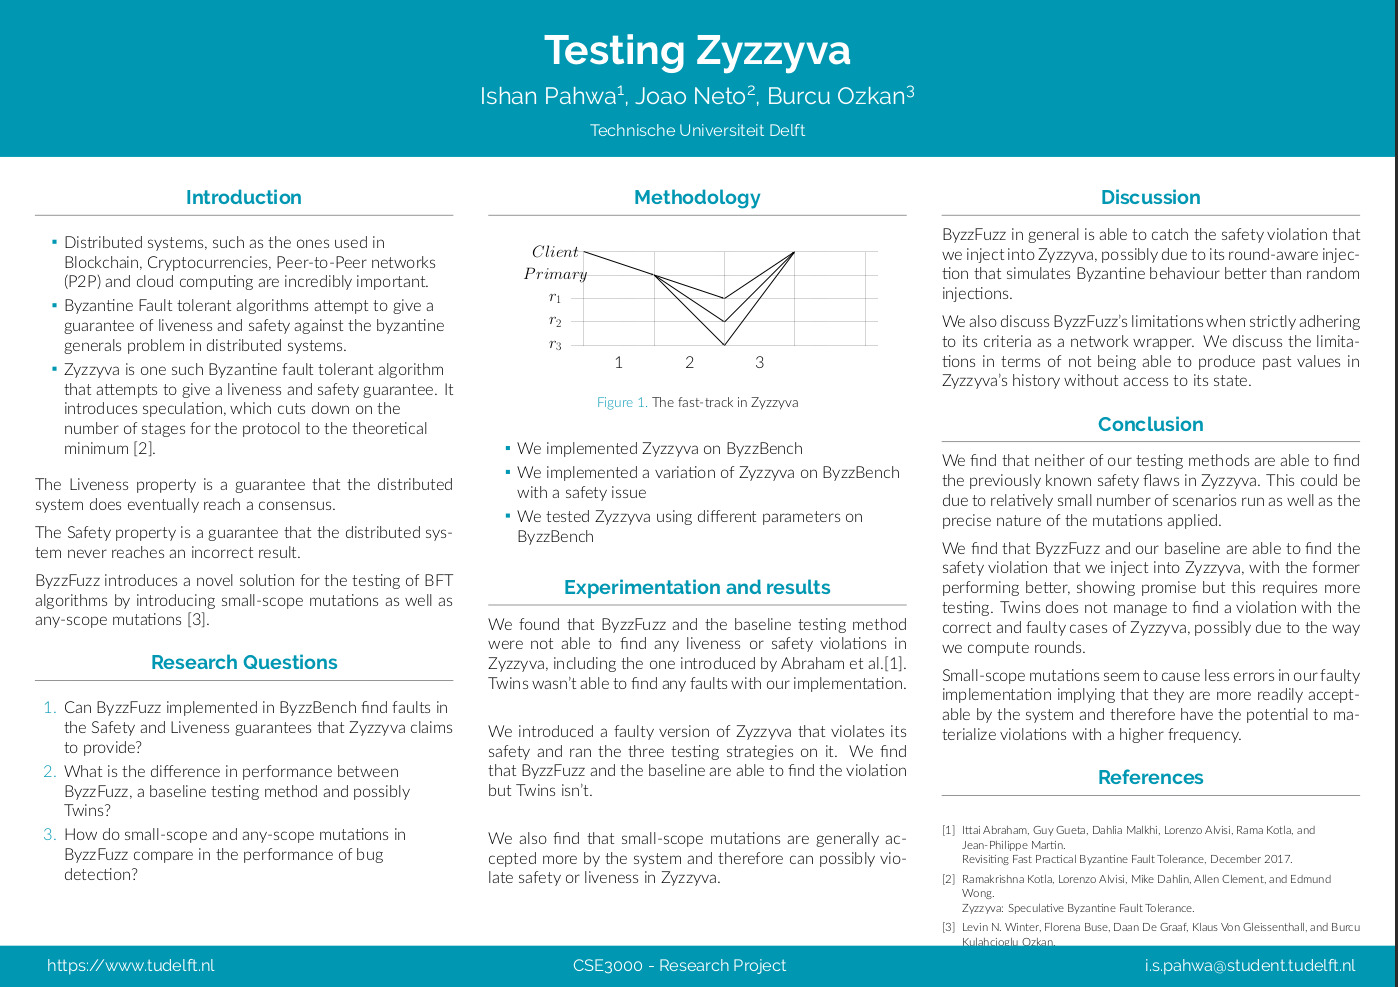 Testing Zyzzyva
Ishan Pahwa¹, Joao Neto², Burcu Ozkan³
Technische Universiteit Delft
Introduction
▪ Distributed systems, such as the ones used in
Blockchain, Cryptocurrencies, Peer-to-Peer networks
(P2P) and cloud computing are incredibly important.
▪ Byzantine Fault tolerant algorithms attempt to give a
guarantee of liveness and safety against the byzantine
generals problem in distributed systems.
▪ Zyzzyva is one such Byzantine fault tolerant algorithm
that attempts to give a liveness and safety guarantee. It
introduces speculation, which cuts down on the
number of stages for the protocol to the theoretical
minimum [2].
The Liveness property is a guarantee that the distributed
system does eventually reach a consensus.
The Safety property is a guarantee that the distributed sys-
tem never reaches an incorrect result.
ByzzFuzz introduces a novel solution for the testing of BFT
algorithms by introducing small-scope mutations as well as
any-scope mutations [3].
Research Questions
1. Can ByzzFuzz implemented in ByzzBench find faults in
the Safety and Liveness guarantees that Zyzzyva claims
to provide?
2. What is the difference in performance between
ByzzFuzz, a baseline testing method and possibly
Twins?
3. How do small-scope and any-scope mutations in
ByzzFuzz compare in the performance of bug
detection?
Methodology
Client
Primary
r₁
r₂
r₃
1 2 3
Figure 1. The fast-track in Zyzzyva
▪ We implemented Zyzzyva on ByzzBench
▪ We implemented a variation of Zyzzyva on ByzzBench
with a safety issue
▪ We tested Zyzzyva using different parameters on
ByzzBench
Experimentation and results
We found that ByzzFuzz and the baseline testing method
were not able to find any liveness or safety violations in
Zyzzyva, including the one introduced by Abraham et al.[1].
Twins wasn't able to find any faults with our implementation.
We introduced a faulty version of Zyzzyva that violates its
safety and ran the three testing strategies on it. We find
that ByzzFuzz and the baseline are able to find the violation
but Twins isn't.
We also find that small-scope mutations are generally ac-
cepted more by the system and therefore can possibly vio-
late safety or liveness in Zyzzyva.
Discussion
ByzzFuzz in general is able to catch the safety violation that
we inject into Zyzzyva, possibly due to its round-aware injec-
tion that simulates Byzantine behaviour better than random
injections.
We also discuss ByzzFuzz's limitations when strictly adhering
to its criteria as a network wrapper. We discuss the limita-
tions in terms of not being able to produce past values in
Zyzzyva's history without access to its state.
Conclusion
We find that neither of our testing methods are able to find
the previously known safety flaws in Zyzzyva. This could be
due to relatively small number of scenarios run as well as the
precise nature of the mutations applied.
We find that ByzzFuzz and our baseline are able to find the
safety violation that we inject into Zyzzyva, with the former
performing better, showing promise but this requires more
testing. Twins does not manage to find a violation with the
correct and faulty cases of Zyzzyva, possibly due to the way
we compute rounds.
Small-scope mutations seem to cause less errors in our faulty
implementation implying that they are more readily accept-
able by the system and therefore have the potential to ma-
terialize violations with a higher frequency.
References
[1] Ittai Abraham, Guy Gueta, Dahlia Malkhi, Lorenzo Alvisi, Rama Kotla, and
Jean-Philippe Martin.
Revisiting Fast Practical Byzantine Fault Tolerance, December 2017.
[2] Ramakrishna Kotla, Lorenzo Alvisi, Mike Dahlin, Allen Clement, and Edmund
Wong.
Zyzzyva: Speculative Byzantine Fault Tolerance.
[3] Levin N. Winter, Florena Buse, Daan De Graaf, Klaus Von Gleissenthall, and Burcu
Kulahcioglu Ozkan.
https://www.tudelft.nl
CSE3000 - Research Project
i.s.pahwa@student.tudelft.nl